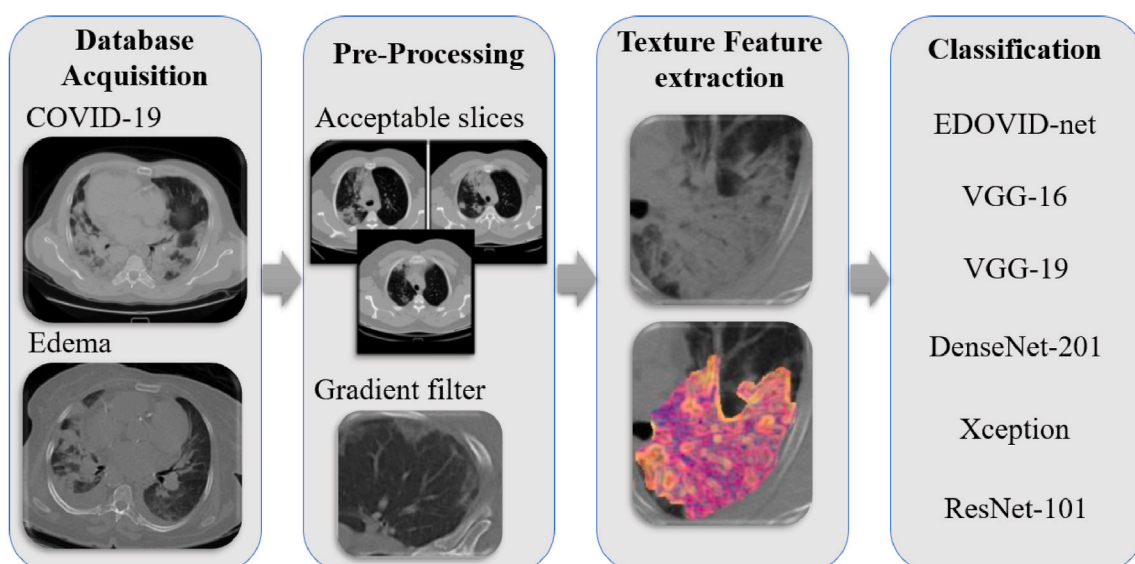 Database
Acquisition
COVID-19
Edema
Pre-Processing
Acceptable slices
Gradient filter
Texture Feature
extraction
Classification
EDOVID-net
VGG-16
VGG-19
DenseNet-201
Xception
ResNet-101